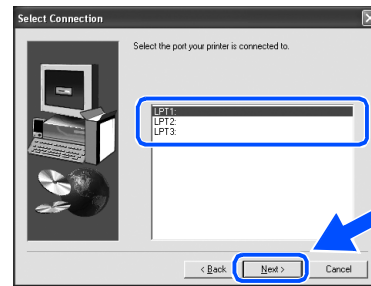 Select Connection
Select the port your printer is connected to.
LPT1:
LPT2:
LPT3:
< Back
Next >
Cancel